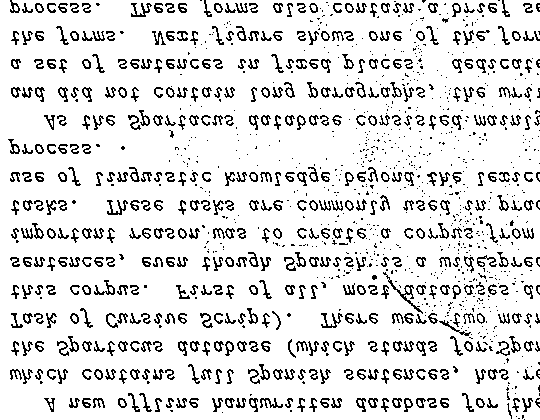 A new offline handwritten database for the
which contains full Spanish sentences, has re
the Spartacus database (which stands for Span
Task of Cursive Script). There were two main
this corpus. First of all, most databases do
sentences, even though Spanish is a widesprea
important reason was to create a corpus from
tasks. These tasks are commonly used in prac
use of linguistic knowledge beyond the lexica
process.
As the Spartacus database consisted mainly
and did not contain long paragraphs, the writ
a set of sentences in fixed places: dedicate
the forms. Next figure shows one of the form
process. These forms also contain a brief se